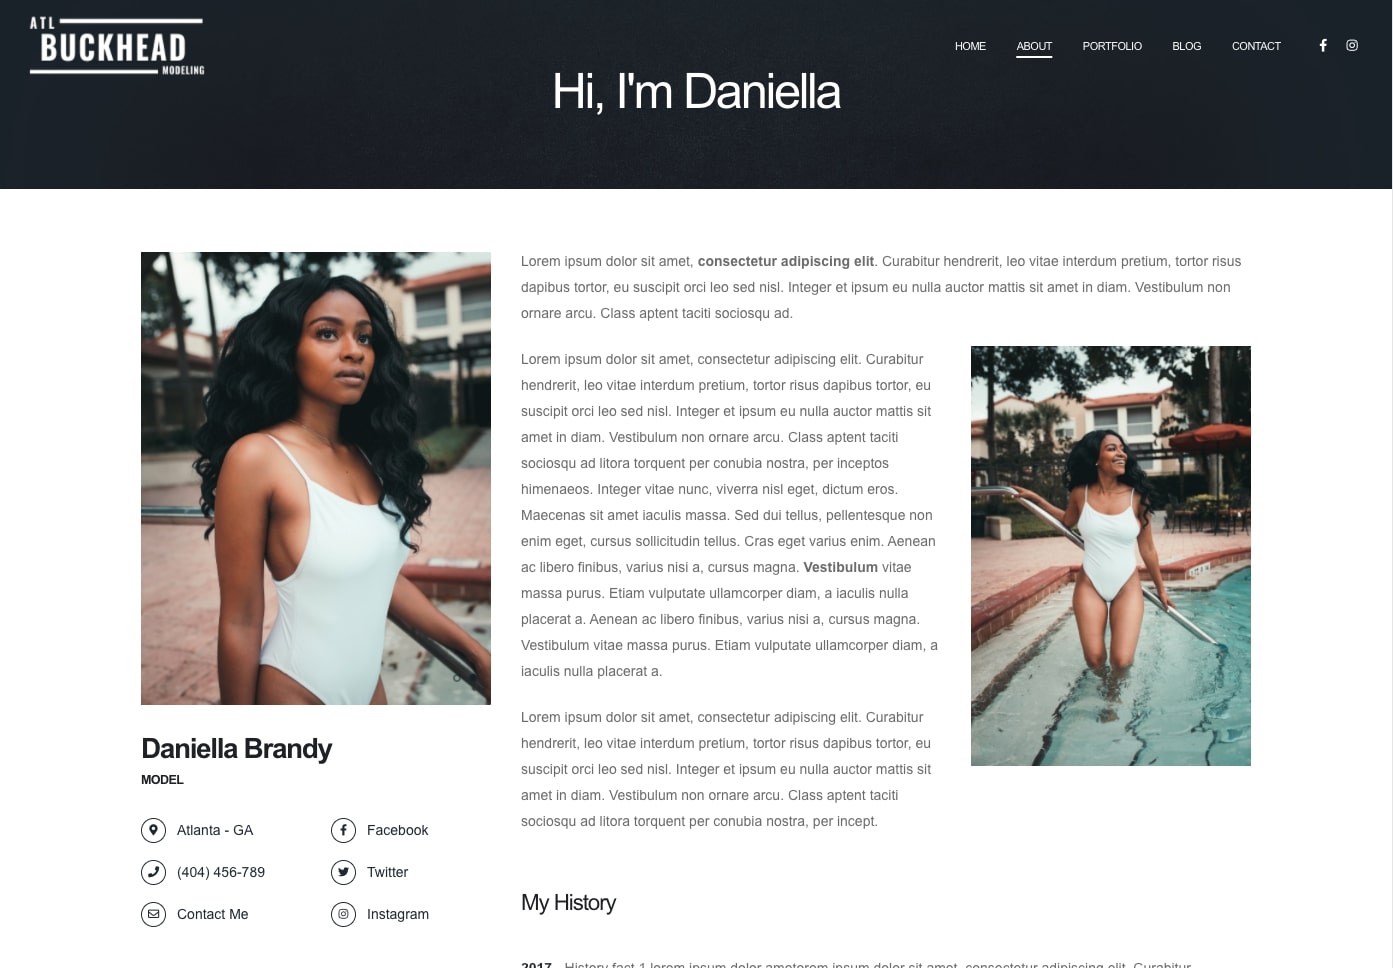 ATL
BUCKHEAD
MODELING
HOME ABOUT PORTFOLIO BLOG CONTACT
Hi, I'm Daniella
Lorem ipsum dolor sit amet, consectetur adipiscing elit. Curabitur hendrerit, leo vitae interdum pretium, tortor risus
dapibus tortor, eu suscipit orci leo sed nisl. Integer et ipsum eu nulla auctor mattis sit amet in diam. Vestibulum non
ornare arcu. Class aptent taciti sociosqu ad.
Lorem ipsum dolor sit amet, consectetur adipiscing elit. Curabitur
hendrerit, leo vitae interdum pretium, tortor risus dapibus tortor, eu
suscipit orci leo sed nisl. Integer et ipsum eu nulla auctor mattis sit
amet in diam. Vestibulum non ornare arcu. Class aptent taciti
sociosqu ad litora torquent per conubia nostra, per inceptos
himenaeos. Integer vitae nunc, viverra nisl eget, dictum eros.
Maecenas sit amet iaculis massa. Sed dui tellus, pellentesque non
enim eget, cursus sollicitudin tellus. Cras eget varius enim. Aenean
ac libero finibus, varius nisi a, cursus magna. Vestibulum vitae
massa purus. Etiam vulputate ullamcorper diam, a iaculis nulla
placerat a. Aenean ac libero finibus, varius nisi a, cursus magna.
Vestibulum vitae massa purus. Etiam vulputate ullamcorper diam, a
iaculis nulla placerat a.
Lorem ipsum dolor sit amet, consectetur adipiscing elit. Curabitur
hendrerit, leo vitae interdum pretium, tortor risus dapibus tortor, eu
suscipit orci leo sed nisl. Integer et ipsum eu nulla auctor mattis sit
amet in diam. Vestibulum non ornare arcu. Class aptent taciti
sociosqu ad litora torquent per conubia nostra, per incept.
Daniella Brandy
MODEL
Atlanta - GA Facebook
(404) 456-789 Twitter
Contact Me Instagram
My History
2017 History fact 1 lorem ipsum dolor ametorem ipsum dolor sit amet, consectetur adipiscing elit. Curabitur